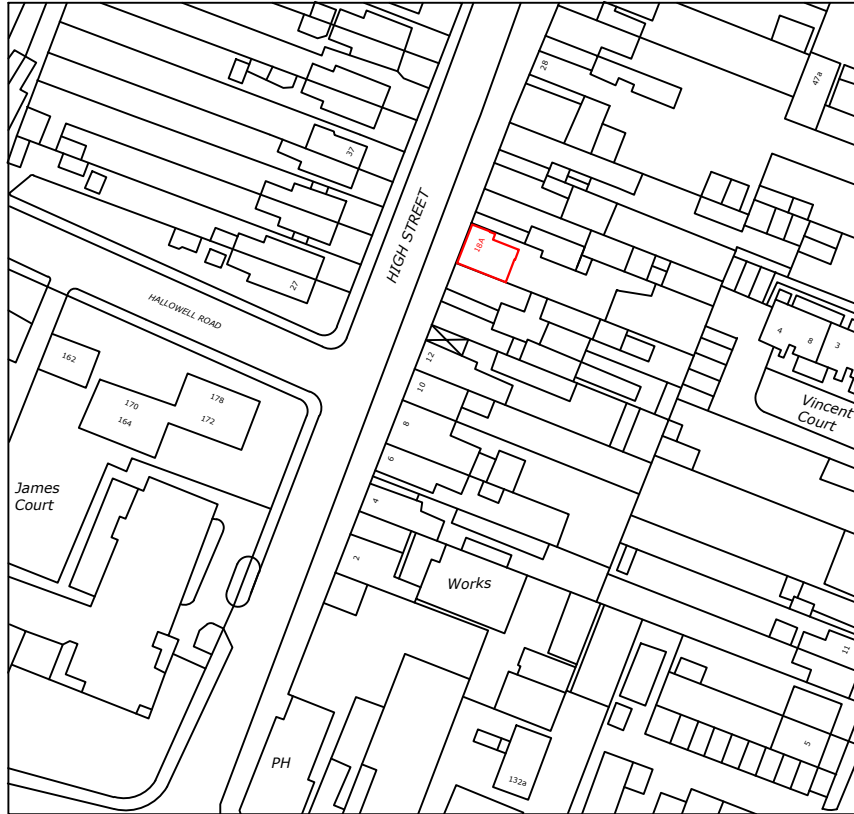 28
47a
37
HIGH STREET
18A
27
HALLOWELL ROAD
4
8
3
162
12
10
Vincent
Court
170
178
164
172
8
6
James
Court
4
2
Works
11
5
PH
132a